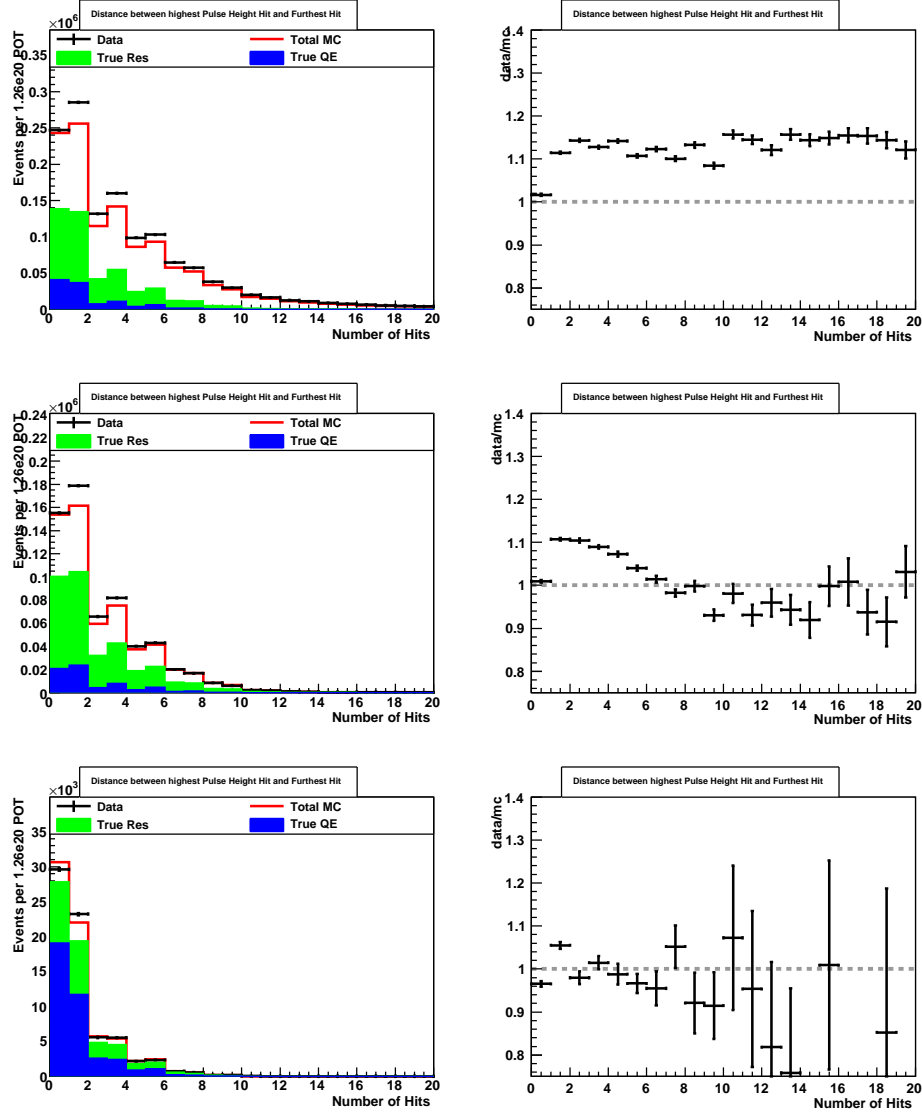 Distance between highest Pulse Height Hit and Furthest Hit
×10^6
Data
Total MC
True Res
True QE
Events per 1.26e20 POT
0.35
0.3
0.25
0.2
0.15
0.1
0.05
0
0 2 4 6 8 10 12 14 16 18 20
Number of Hits
Distance between highest Pulse Height Hit and Furthest Hit
data/mc
1.4
1.3
1.2
1.1
1
0.9
0.8
0 2 4 6 8 10 12 14 16 18 20
Number of Hits
Distance between highest Pulse Height Hit and Furthest Hit
×10^6
Data
Total MC
True Res
True QE
Events per 1.26e20 POT
0.24
0.22
0.2
0.18
0.16
0.14
0.12
0.1
0.08
0.06
0.04
0.02
0
0 2 4 6 8 10 12 14 16 18 20
Number of Hits
Distance between highest Pulse Height Hit and Furthest Hit
data/mc
1.4
1.3
1.2
1.1
1
0.9
0.8
0 2 4 6 8 10 12 14 16 18 20
Number of Hits
Distance between highest Pulse Height Hit and Furthest Hit
×10^3
Data
Total MC
True Res
True QE
Events per 1.26e20 POT
35
30
25
20
15
10
5
0
0 2 4 6 8 10 12 14 16 18 20
Number of Hits
Distance between highest Pulse Height Hit and Furthest Hit
data/mc
1.4
1.3
1.2
1.1
1
0.9
0.8
0 2 4 6 8 10 12 14 16 18 20
Number of Hits